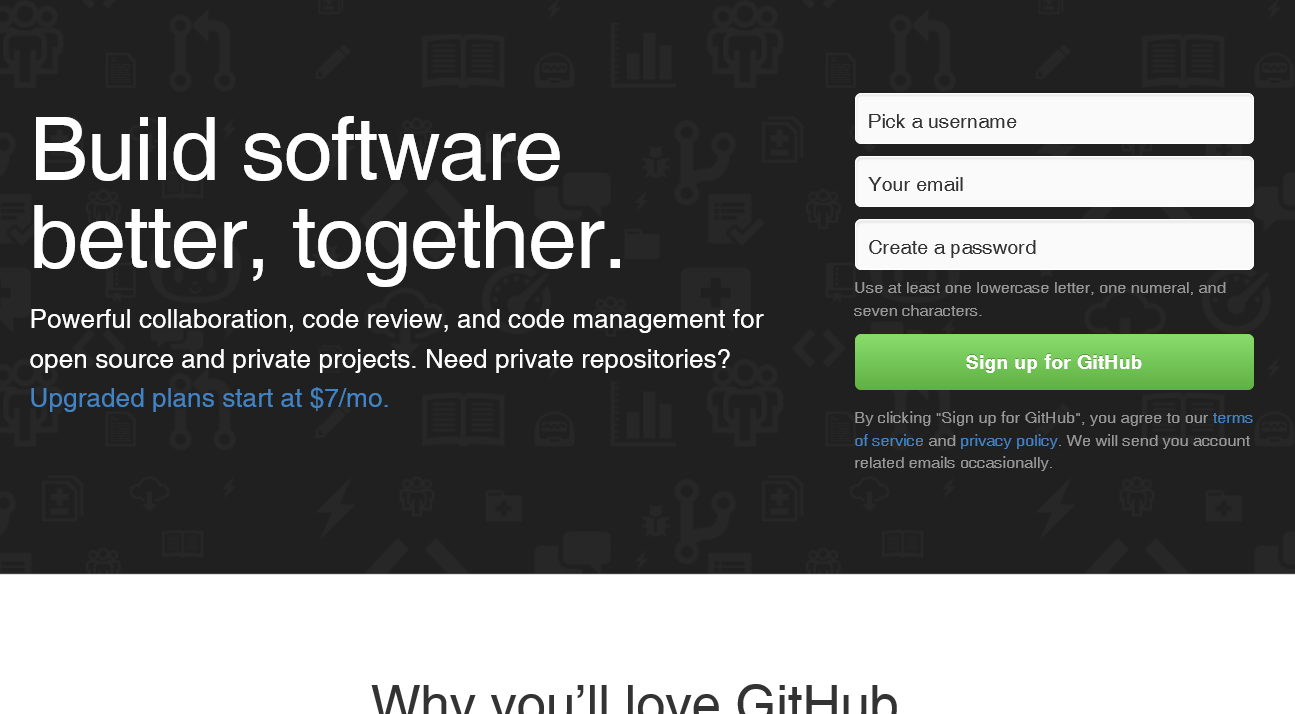 Build software
better, together.
Powerful collaboration, code review, and code management for
open source and private projects. Need private repositories?
Upgraded plans start at $7/mo.
Pick a username
Your email
Create a password
Use at least one lowercase letter, one numeral, and
seven characters.
Sign up for GitHub
By clicking "Sign up for GitHub", you agree to our terms
of service and privacy policy. We will send you account
related emails occasionally.
Why you’ll love GitHub